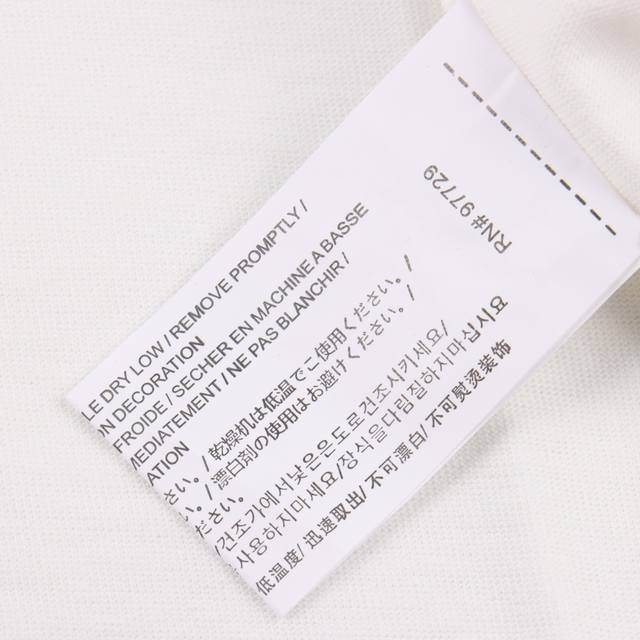 RN# 97729
LE DRY LOW / REMOVE PROMPTLY /
N DECORATION
FROIDE / SECHER EN MACHINE A BASSE
MEDIATEMENT / NE PAS BLANCHIR /
ATION
さい。/ 乾燥机は低温でご使用ください。/
さい。/ 漂白剤の使用はお避けください。/
ださい。
/건조기에서낮은온도로건조시키세요/
사용하지마세요/장식을다림질하지마십시요
低温度/ 迅速取出/ 不可漂白/ 不可熨烫装饰